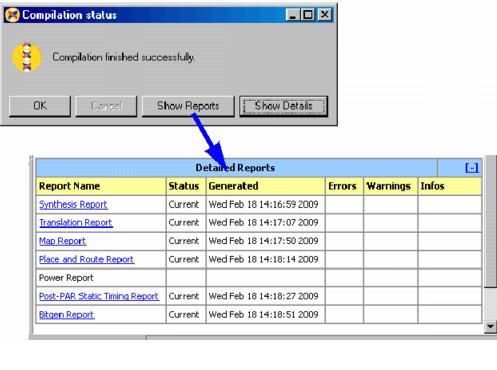 Compilation status
Compilation finished successfully.
OK Cancel Show Reports Show Details
Detailed Reports [-]
Report Name Status Generated Errors Warnings Infos
Synthesis Report Current Wed Feb 18 14:16:59 2009
Translation Report Current Wed Feb 18 14:17:07 2009
Map Report Current Wed Feb 18 14:17:50 2009
Place and Route Report Current Wed Feb 18 14:18:14 2009
Power Report
Post-PAR Static Timing Report Current Wed Feb 18 14:18:27 2009
Bitgen Report Current Wed Feb 18 14:18:51 2009